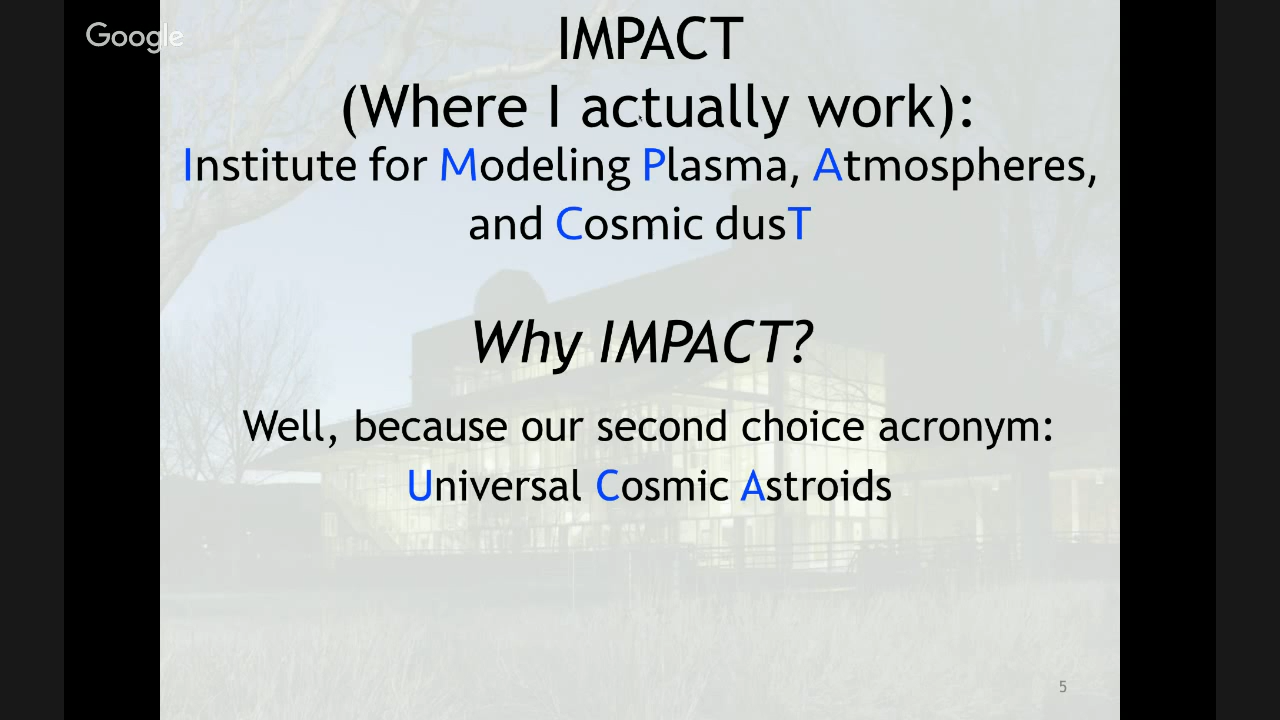 Google
IMPACT
(Where I actually work):
Institute for Modeling Plasma, Atmospheres,
and Cosmic dusT
Why IMPACT?
Well, because our second choice acronym:
Universal Cosmic Astroids
5